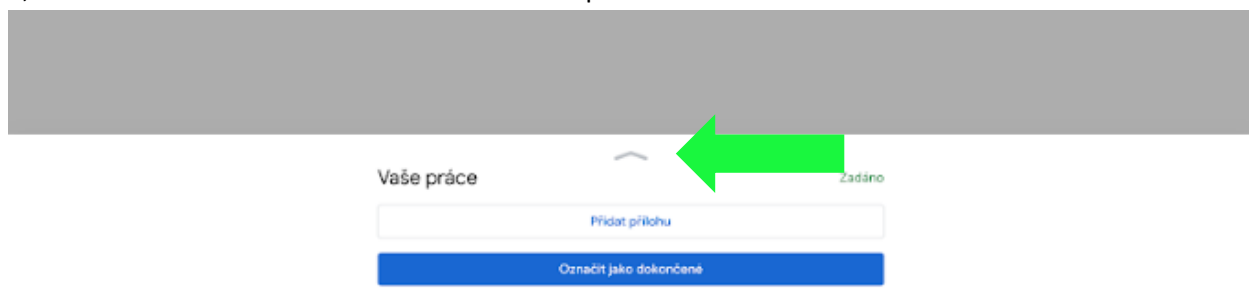 Vaše práce
Zadáno
Přidat přílohu
Označit jako dokončené